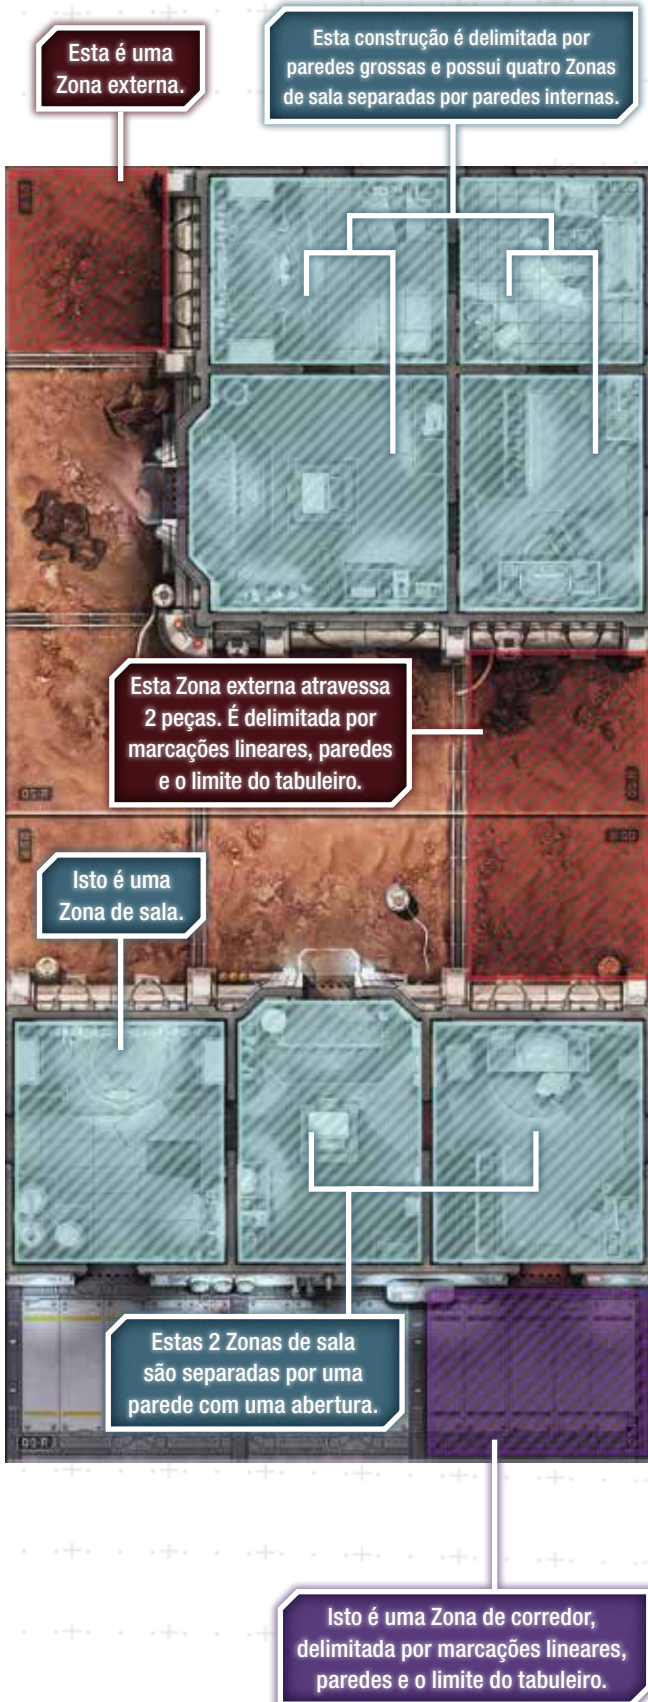 Esta é uma
Zona externa.
Esta construção é delimitada por
paredes grossas e possui quatro Zonas
de sala separadas por paredes internas.
Esta Zona externa atravessa
2 peças. É delimitada por
marcações lineares, paredes
e o limite do tabuleiro.
Isto é uma
Zona de sala.
Estas 2 Zonas de sala
são separadas por uma
parede com uma abertura.
Isto é uma Zona de corredor,
delimitada por marcações lineares,
paredes e o limite do tabuleiro.